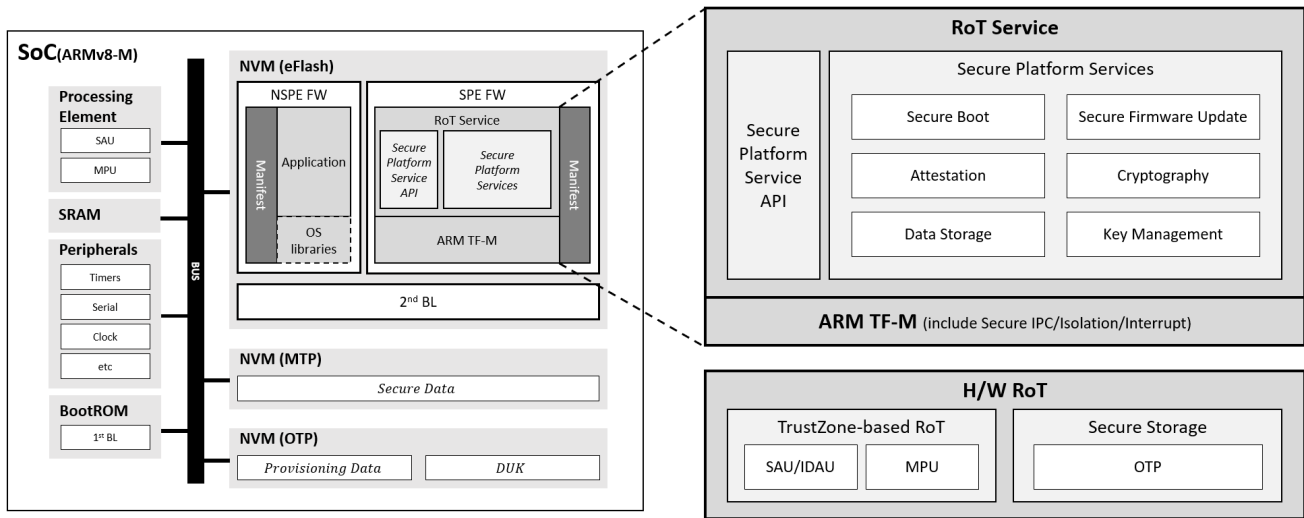 SoC(ARMv8-M)
Processing
Element
SAU
MPU
SRAM
Peripherals
Timers
Serial
Clock
etc
BootROM
1st BL
BUS
NVM (eFlash)
NSPE FW
Manifest
Application
OS
libraries
SPE FW
RoT Service
Secure
Platform
Service
API
Secure
Platform
Services
ARM TF-M
Manifest
2nd BL
NVM (MTP)
Secure Data
NVM (OTP)
Provisioning Data
DUK
RoT Service
Secure
Platform
Service
API
Secure Platform Services
Secure Boot
Secure Firmware Update
Attestation
Cryptography
Data Storage
Key Management
ARM TF-M (include Secure IPC/Isolation/Interrupt)
H/W RoT
TrustZone-based RoT
SAU/IDAU
MPU
Secure Storage
OTP